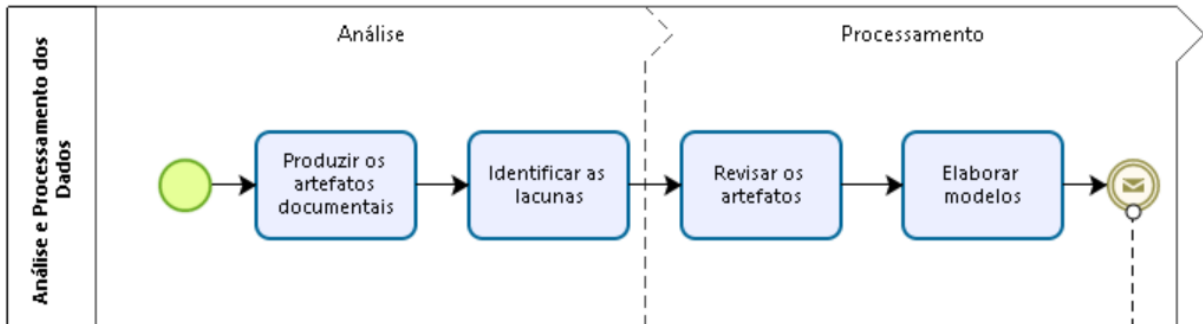 Análise e Processamento dos
Dados
Análise
Processamento
Produzir os
artefatos
documentais
Identificar as
lacunas
Revisar os
artefatos
Elaborar
modelos